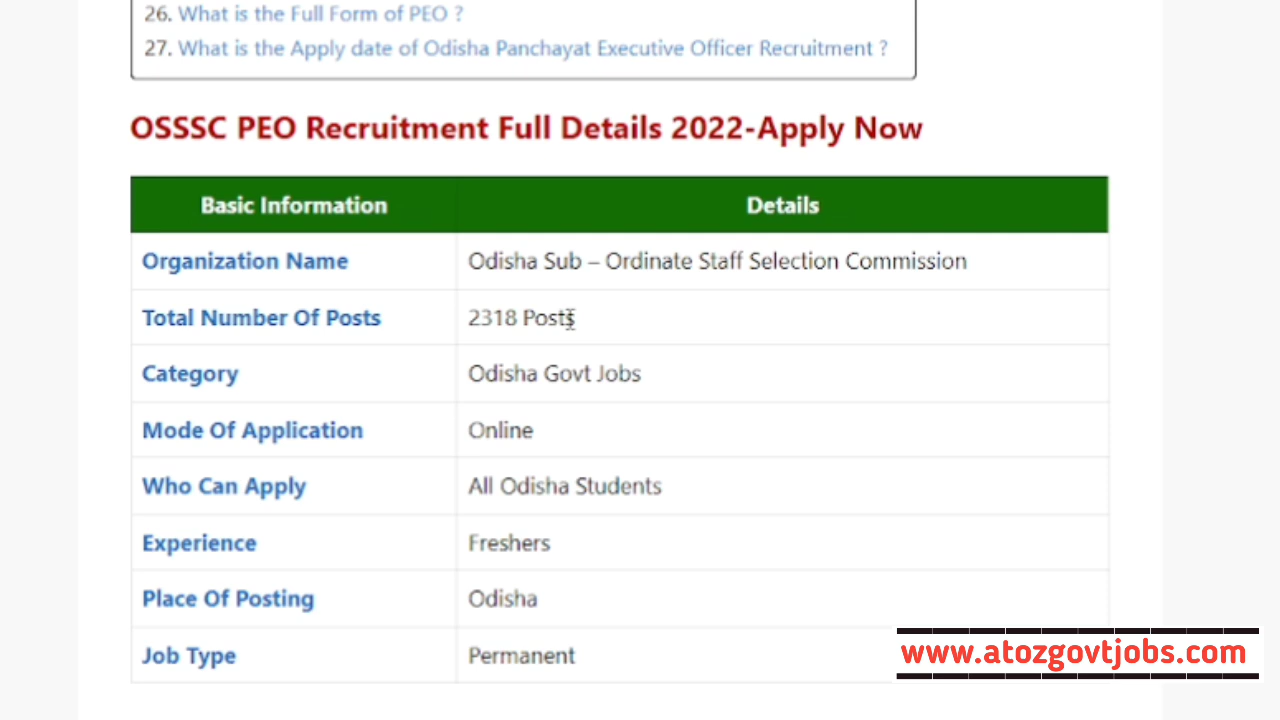 26. What is the Full Form of PEO ?
27. What is the Apply date of Odisha Panchayat Executive Officer Recruitment ?
OSSSC PEO Recruitment Full Details 2022-Apply Now
Basic Information Details
Organization Name Odisha Sub – Ordinate Staff Selection Commission
Total Number Of Posts 2318 Posts
Category Odisha Govt Jobs
Mode Of Application Online
Who Can Apply All Odisha Students
Experience Freshers
Place Of Posting Odisha
Job Type Permanent
www.atozgovtjobs.com